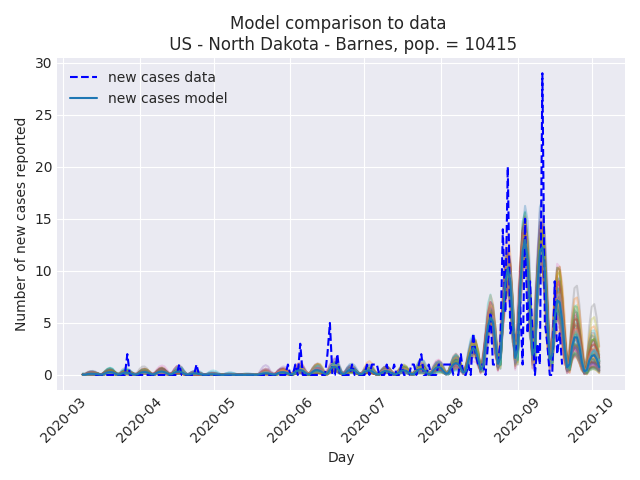 Model comparison to data
US - North Dakota - Barnes, pop. = 10415
new cases data
new cases model
Number of new cases reported
30
25
20
15
10
5
0
2020-03
2020-04
2020-05
2020-06
2020-07
2020-08
2020-09
2020-10
Day